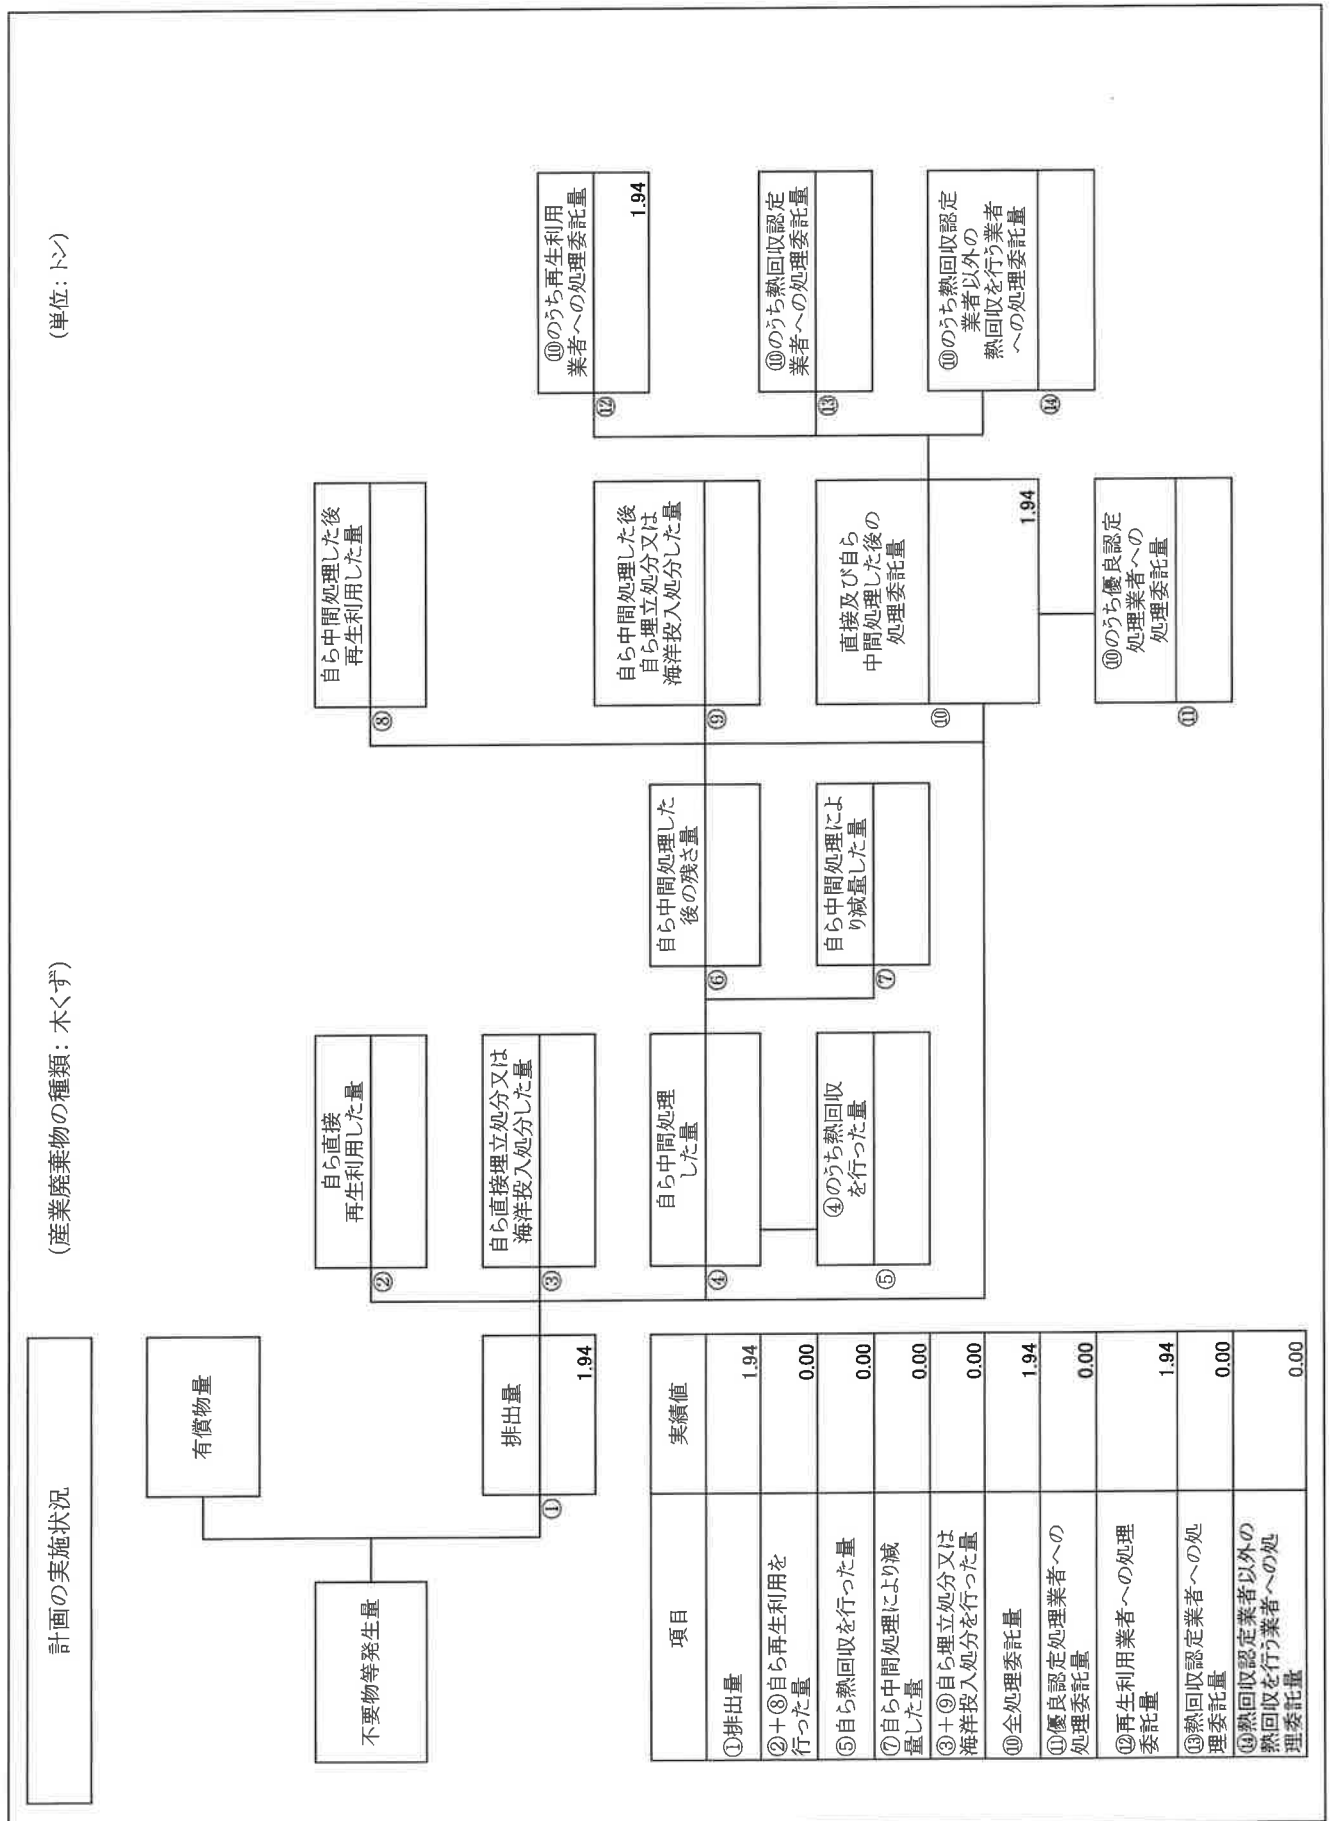 計画の実施状況
(産業廃棄物の種類：木くず)
(単位：トン)
不要物等発生量
有償物量
①
排出量
1.94
②
自ら直接
再生利用した量
③
自ら直接埋立処分又は
海洋投入処分した量
④
自ら中間処理
した量
⑤
④のうち熱回収
を行った量
⑥
自ら中間処理した
後の残さ量
⑦
自ら中間処理によ
り減量した量
⑧
自ら中間処理した後
再生利用した量
⑨
自ら中間処理した後
自ら埋立処分又は
海洋投入処分した量
⑩
直接及び自ら
中間処理した後の
処理委託量
1.94
⑪
⑩のうち優良認定
処理業者への
処理委託量
⑫
⑩のうち再生利用
業者への処理委託量
1.94
⑬
⑩のうち熱回収認定
業者への処理委託量
⑭
⑩のうち熱回収認定
業者以外の
熱回収を行う業者
への処理委託量
項目
実績値
①排出量
1.94
②＋⑧自ら再生利用を
行った量
0.00
⑤自ら熱回収を行った量
0.00
⑦自ら中間処理により減
量した量
0.00
③＋⑨自ら埋立処分又は
海洋投入処分を行った量
0.00
⑩全処理委託量
1.94
⑪優良認定処理業者への
処理委託量
0.00
⑫再生利用業者への処理
委託量
1.94
⑬熱回収認定業者への処
理委託量
0.00
⑭熱回収認定業者以外の
熱回収を行う業者への処
理委託量
0.00